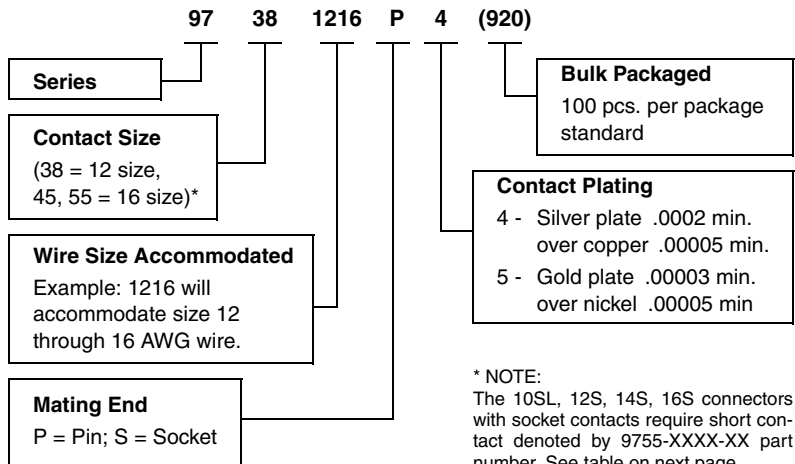 97 38 1216 P 4 (920)
Series
Contact Size
(38 = 12 size,
45, 55 = 16 size)*
Wire Size Accommodated
Example: 1216 will
accommodate size 12
through 16 AWG wire.
Mating End
P = Pin; S = Socket
Bulk Packaged
100 pcs. per package
standard
Contact Plating
4 - Silver plate .0002 min.
over copper .00005 min.
5 - Gold plate .00003 min.
over nickel .00005 min
* NOTE:
The 10SL, 12S, 14S, 16S connectors
with socket contacts require short con-
tact denoted by 9755-XXXX-XX part
number. See table on next page